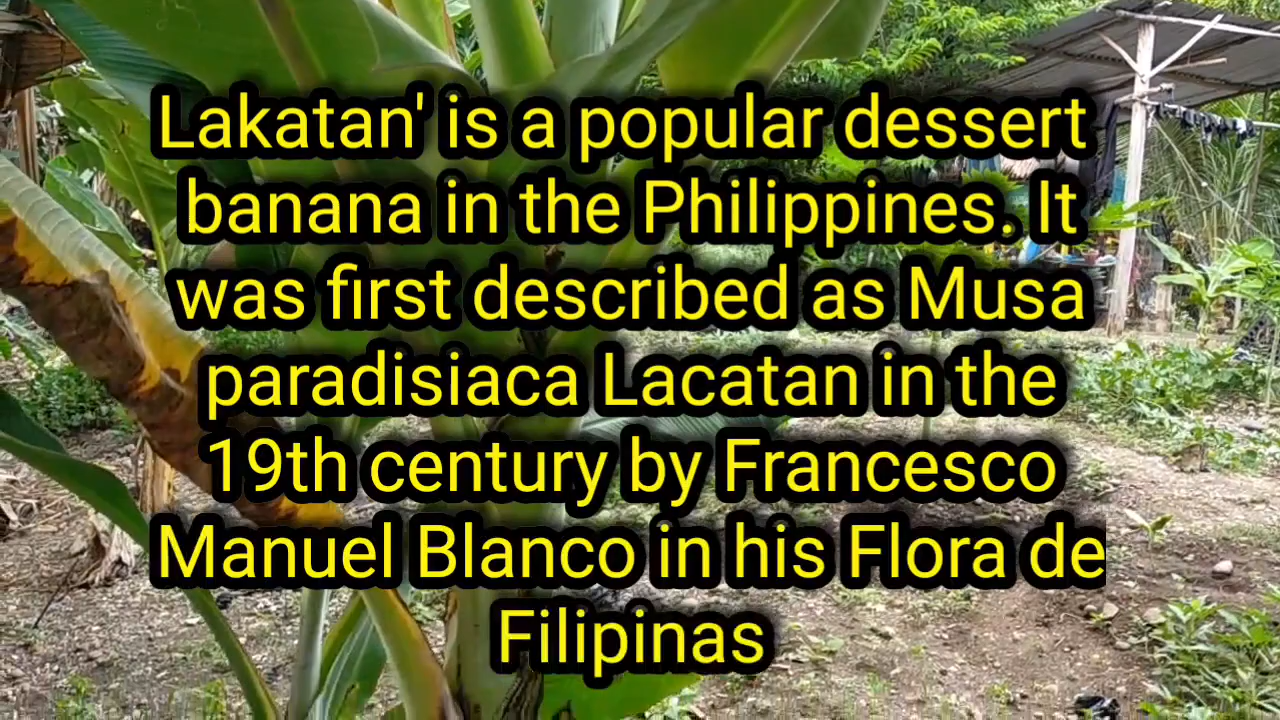 Lakatan' is a popular dessert
banana in the Philippines. It
was first described as Musa
paradisiaca Lacatan in the
19th century by Francesco
Manuel Blanco in his Flora de
Filipinas